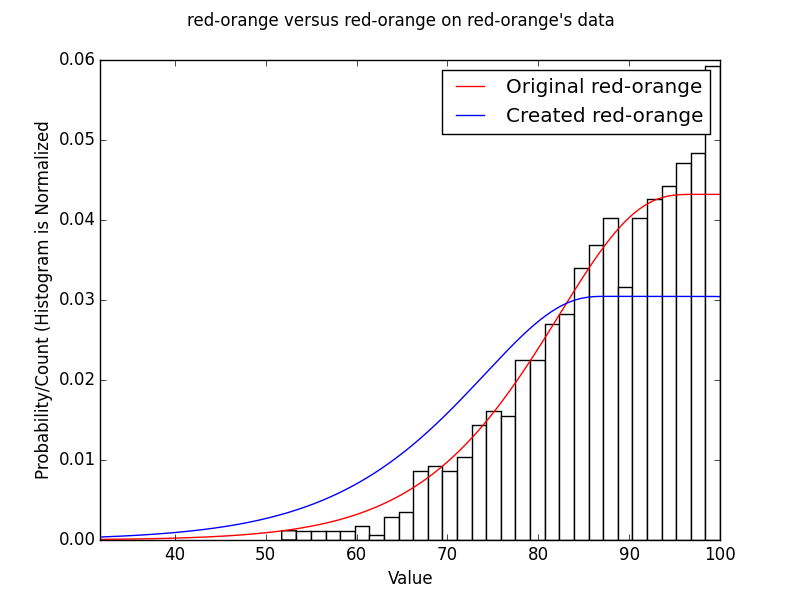 red-orange versus red-orange on red-orange's data
0.06
0.05
0.04
0.03
0.02
0.01
0.00
Probability/Count (Histogram is Normalized
Original red-orange
Created red-orange
40 50 60 70 80 90 100
Value